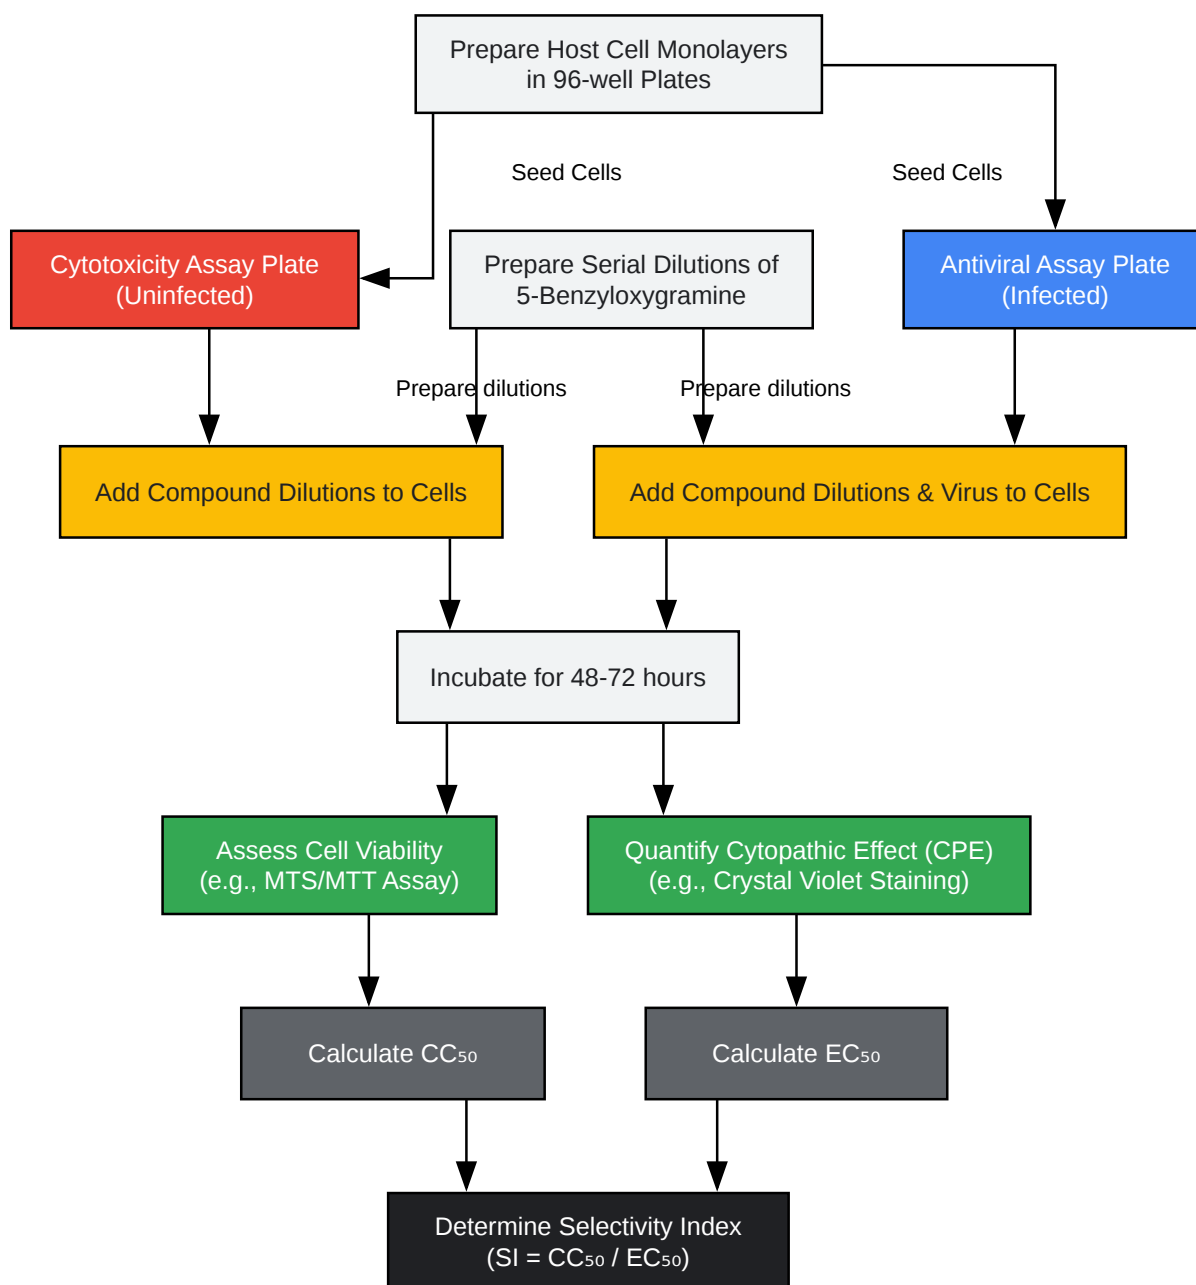 Prepare Host Cell Monolayers
in 96-well Plates
Seed Cells
Seed Cells
Cytotoxicity Assay Plate
(Uninfected)
Prepare Serial Dilutions of
5-Benzyloxygramine
Antiviral Assay Plate
(Infected)
Prepare dilutions
Prepare dilutions
Add Compound Dilutions to Cells
Add Compound Dilutions & Virus to Cells
Incubate for 48-72 hours
Assess Cell Viability
(e.g., MTS/MTT Assay)
Quantify Cytopathic Effect (CPE)
(e.g., Crystal Violet Staining)
Calculate CC₅₀
Calculate EC₅₀
Determine Selectivity Index
(SI = CC₅₀ / EC₅₀)